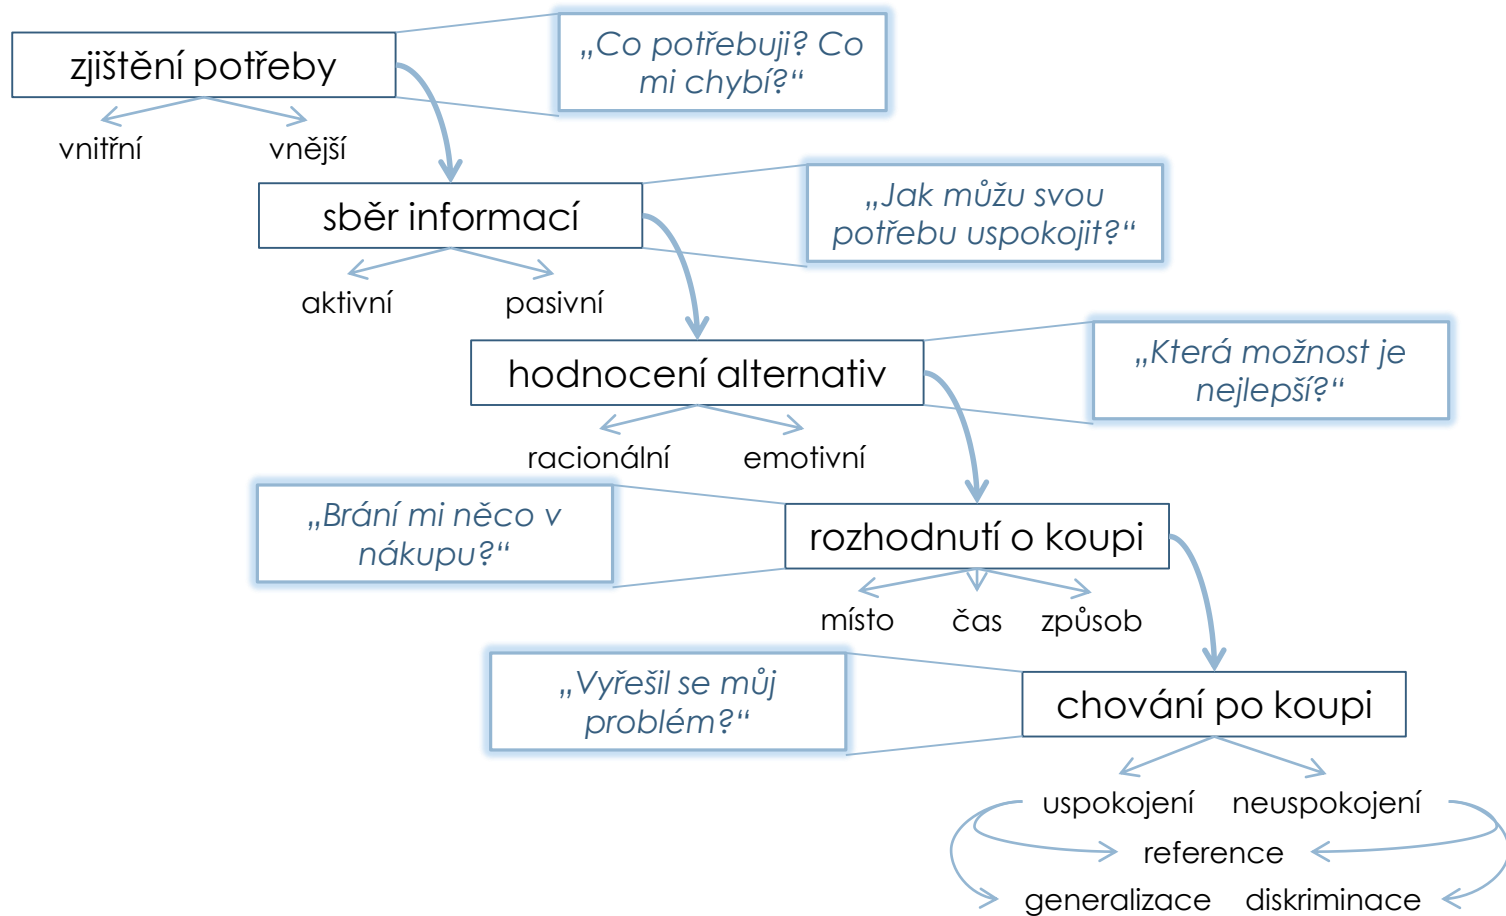 zjištění potřeby
„Co potřebuji? Co
mi chybí?“
vnitřní
vnější
sběr informací
„Jak můžu svou
potřebu uspokojit?“
aktivní
pasivní
hodnocení alternativ
„Která možnost je
nejlepší?“
racionální
emotivní
„Brání mi něco v
nákupu?“
rozhodnutí o koupi
místo
čas
způsob
„Vyřešil se můj
problém?“
chování po koupi
uspokojení
neuspokojení
reference
generalizace
diskriminace